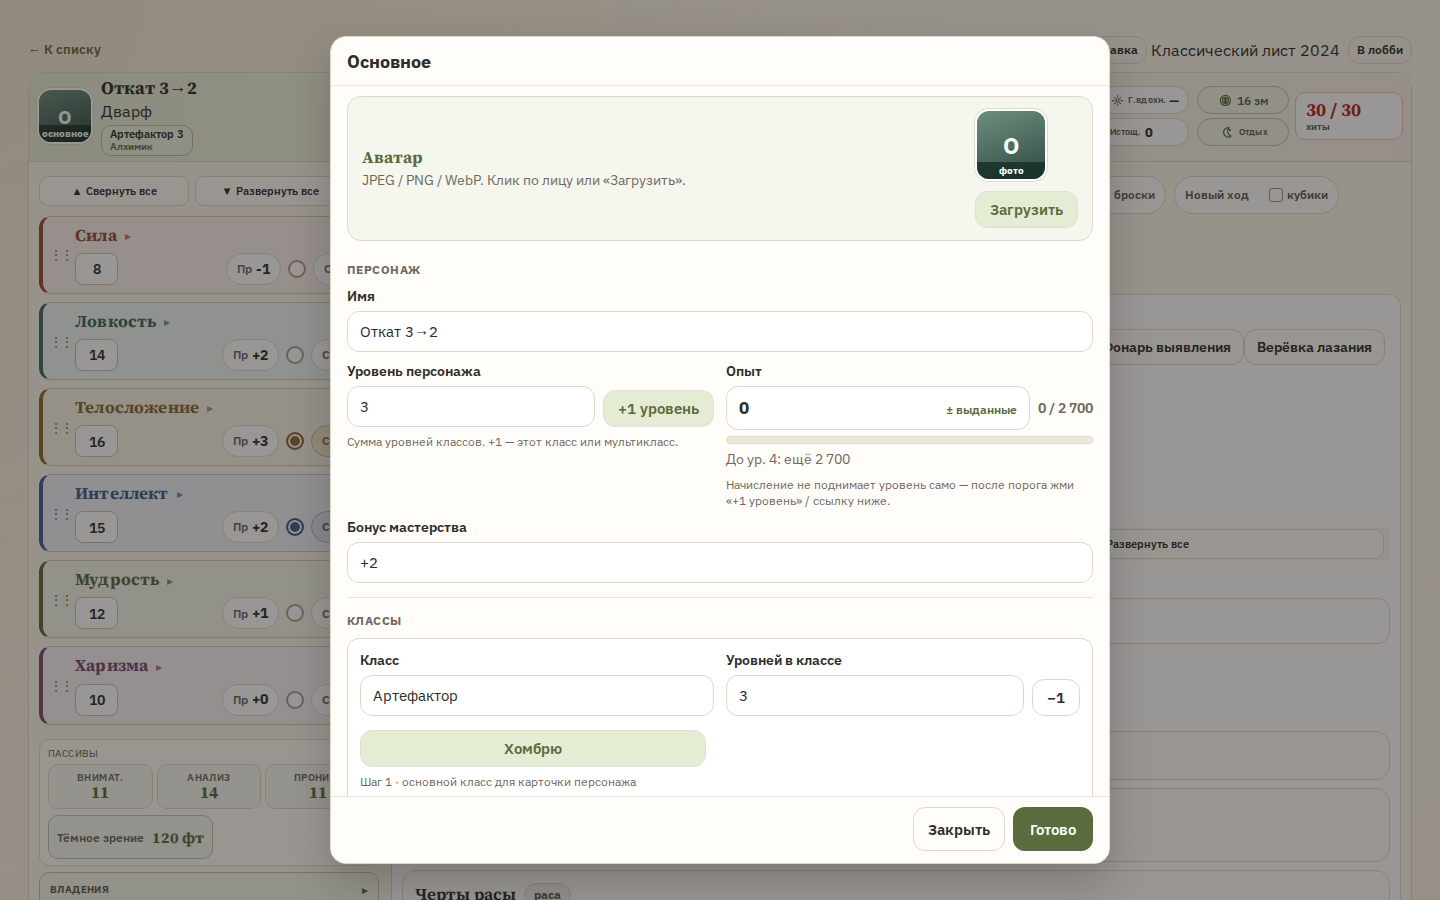 ← К списку
авка
Классический лист 2024
В лобби
О
основное
Откат 3→2
Дварф
Артефактор 3
Алхимик
Г.вдохн. —
16 зм
Истощ. 0
Отдых
30 / 30
хиты
▲ Свернуть все
▼ Развернуть все
броски
Новый ход
кубики
Сила ▸
8
Пр -1
Ловкость ▸
14
Пр +2
Телосложение ▸
16
Пр +3
Интеллект ▸
15
Пр +2
Мудрость ▸
12
Пр +1
Харизма ▸
10
Пр +0
ПАССИВЫ
ВНИМАТ.
11
АНАЛИЗ
14
ПРОНИ
11
Тёмное зрение 120 фт
ВЛАДЕНИЯ ▸
Основное
Аватар
JPEG / PNG / WebP. Клик по лицу или «Загрузить».
О
фото
Загрузить
ПЕРСОНАЖ
Имя
Откат 3→2
Уровень персонажа
3
+1 уровень
Сумма уровней классов. +1 — этот класс или мультикласс.
Опыт
0
± выданные
0 / 2 700
До ур. 4: ещё 2 700
Начисление не поднимает уровень само — после порога жми
«+1 уровень» / ссылку ниже.
Бонус мастерства
+2
КЛАССЫ
Класс
Артефактор
Уровней в классе
3
−1
Хомбрю
Шаг 1 · основной класс для карточки персонажа
Закрыть
Готово
онарь выявления
Верёвка лазания
Развернуть все
Черты расы
раса